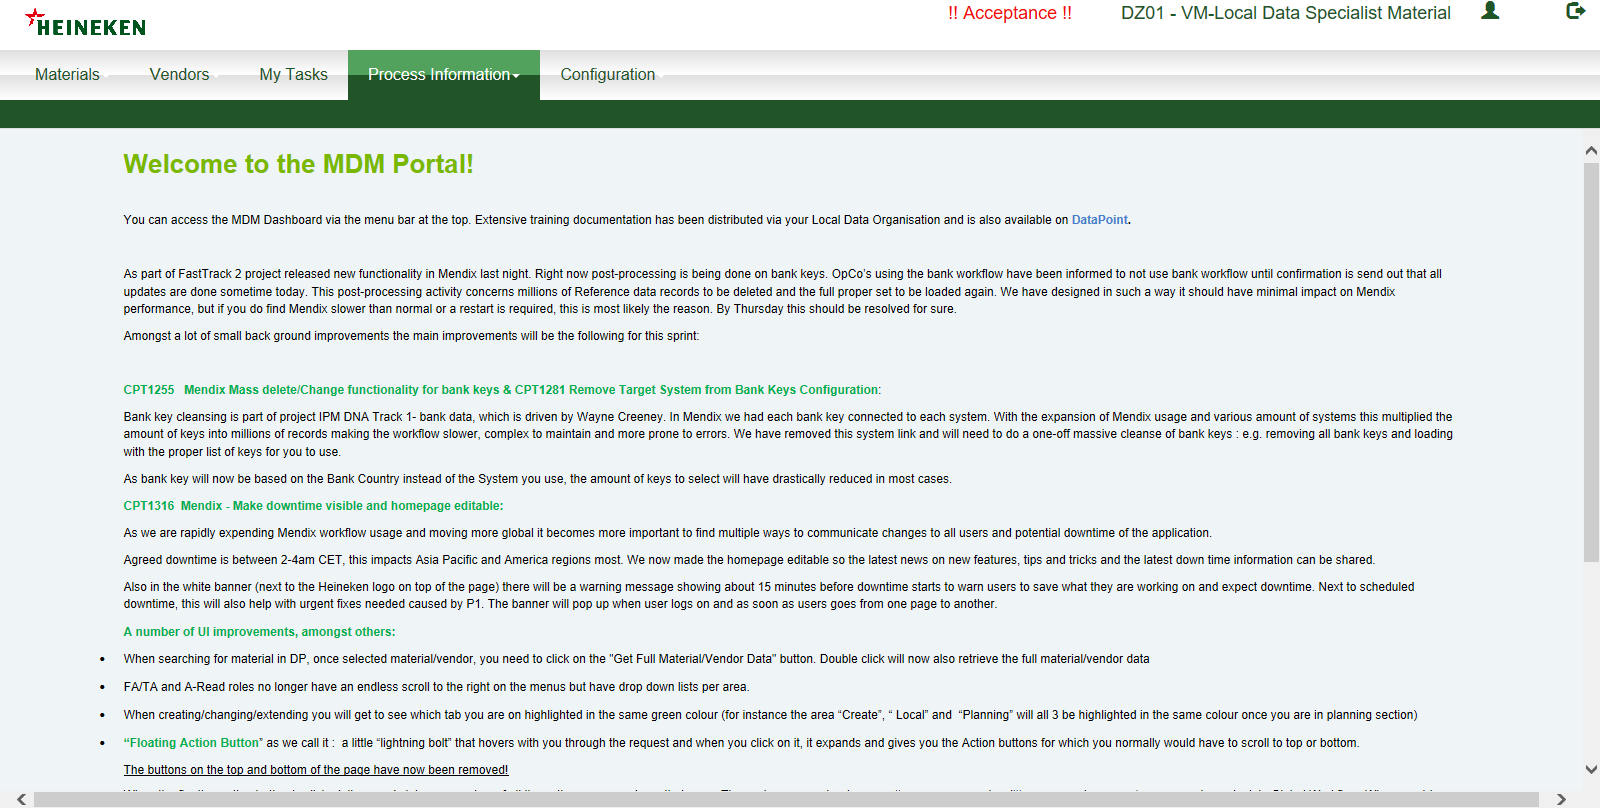 HEINEKEN
!! Acceptance !!
DZ01 - VM-Local Data Specialist Material
Materials
Vendors
My Tasks
Process Information
Configuration
Welcome to the MDM Portal!
You can access the MDM Dashboard via the menu bar at the top. Extensive training documentation has been distributed via your Local Data Organisation and is also available on DataPoint.
As part of FastTrack 2 project released new functionality in Mendix last night. Right now post-processing is being done on bank keys. OpCo's using the bank workflow have been informed to not use bank workflow until confirmation is send out that all
updates are done sometime today. This post-processing activity concerns millions of Reference data records to be deleted and the full proper set to be loaded again. We have designed in such a way it should have minimal impact on Mendix
performance, but if you do find Mendix slower than normal or a restart is required, this is most likely the reason. By Thursday this should be resolved for sure.
Amongst a lot of small back ground improvements the main improvements will be the following for this sprint:
CPT1255 Mendix Mass delete/Change functionality for bank keys & CPT1281 Remove Target System from Bank Keys Configuration:
Bank key cleansing is part of project IPM DNA Track 1- bank data, which is driven by Wayne Creeney. In Mendix we had each bank key connected to each system. With the expansion of Mendix usage and various amount of systems this multiplied the
amount of keys into millions of records making the workflow slower, complex to maintain and more prone to errors. We have removed this system link and will need to do a one-off massive cleanse of bank keys : e.g. removing all bank keys and loading
with the proper list of keys for you to use.
As bank key will now be based on the Bank Country instead of the System you use, the amount of keys to select will have drastically reduced in most cases.
CPT1316 Mendix - Make downtime visible and homepage editable:
As we are rapidly expending Mendix workflow usage and moving more global it becomes more important to find multiple ways to communicate changes to all users and potential downtime of the application.
Agreed downtime is between 2-4am CET, this impacts Asia Pacific and America regions most. We now made the homepage editable so the latest news on new features, tips and tricks and the latest down time information can be shared.
Also in the white banner (next to the Heineken logo on top of the page) there will be a warning message showing about 15 minutes before downtime starts to warn users to save what they are working on and expect downtime. Next to scheduled
downtime, this will also help with urgent fixes needed caused by P1. The banner will pop up when user logs on and as soon as users goes from one page to another.
A number of UI improvements, amongst others:
• When searching for material in DP, once selected material/vendor, you need to click on the "Get Full Material/Vendor Data" button. Double click will now also retrieve the full material/vendor data
• FA/TA and A-Read roles no longer have an endless scroll to the right on the menus but have drop down lists per area.
• When creating/changing/extending you will get to see which tab you are on highlighted in the same green colour (for instance the area “Create”, “ Local” and “Planning” will all 3 be highlighted in the same colour once you are in planning section)
• “Floating Action Button” as we call it : a little “lightning bolt” that hovers with you through the request and when you click on it, it expands and gives you the Action buttons for which you normally would have to scroll to top or bottom.
The buttons on the top and bottom of the page have now been removed!